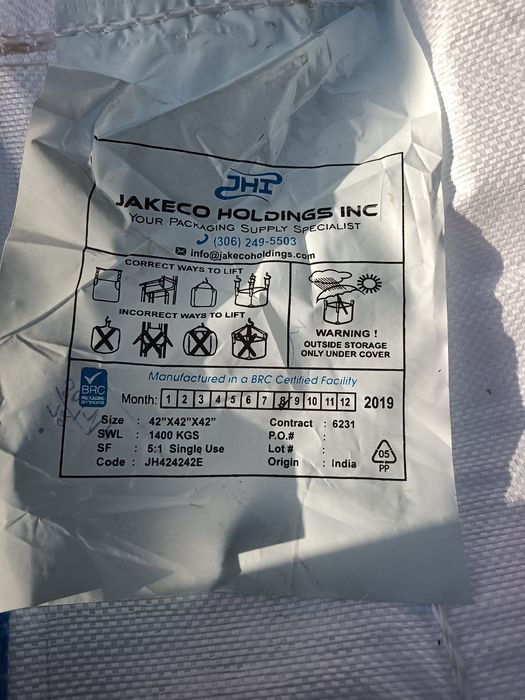 JHI
JAKECO HOLDINGS INC
YOUR PACKAGING SUPPLY SPECIALIST
(306) 249-5503
info@jakecoholdings.com
CORRECT WAYS TO LIFT
INCORRECT WAYS TO LIFT
WARNING !
OUTSIDE STORAGE
ONLY UNDER COVER
BRC
PACKAGING
CERTIFICATED
Manufactured in a BRC Certified Facility
Month: 1 2 3 4 5 6 7 8 9 10 11 12 2019
Size : 42"X42"X42"
SWL : 1400 KGS
SF : 5:1 Single Use
Code : JH424242E
Contract : 6231
P.O.# :
Lot # :
Origin : India
05
PP